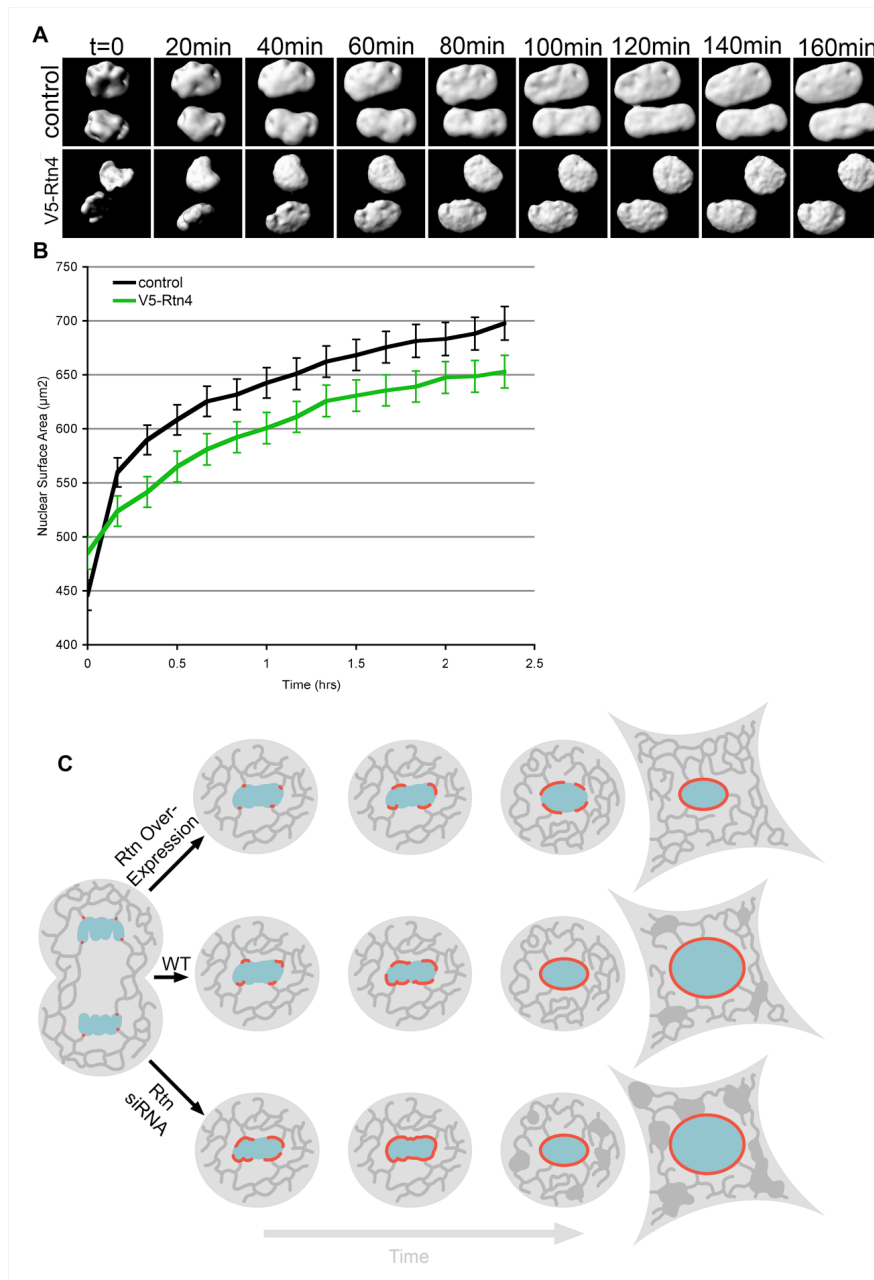 A
t=0 20min 40min 60min 80min 100min 120min 140min 160min
control
V5-Rtn4
B
750
control
V5-Rtn4
700
650
600
550
500
450
400
Nuclear Surface Area (µm2)
0 0.5 1 1.5 2 2.5
Time (hrs)
C
Rtn Over-
Expression
WT
Rtn
siRNA
Time